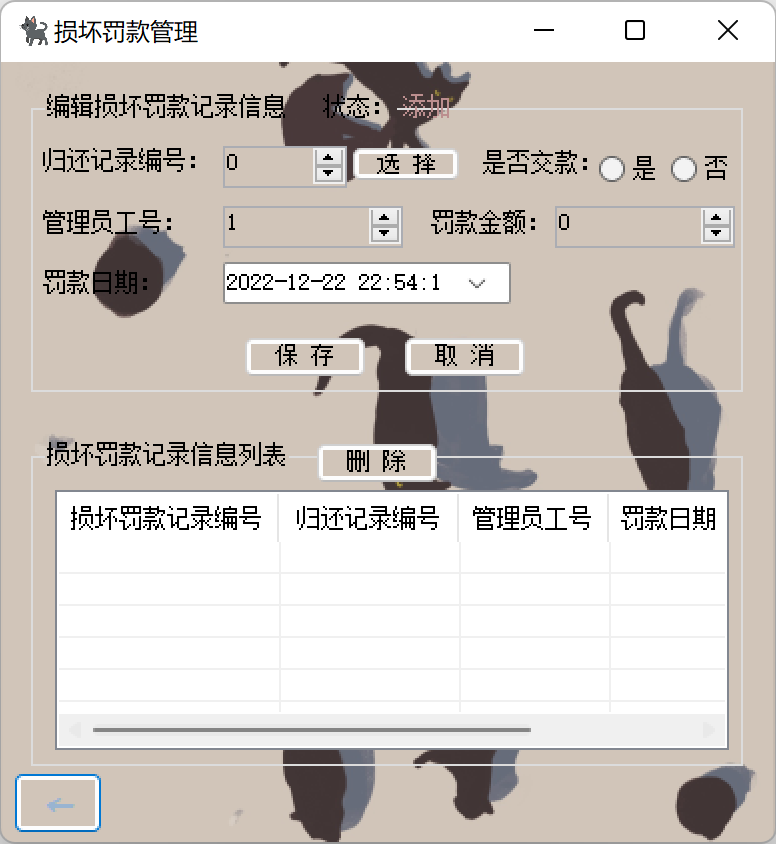 损坏罚款管理
编辑损坏罚款记录信息 状态： 添加
归还记录编号： 0 选 择 是否交款： 是 否
管理员工号： 1 罚款金额： 0
罚款日期： 2022-12-22 22:54:1
保 存 取 消
损坏罚款记录信息列表 删 除
损坏罚款记录编号 归还记录编号 管理员工号 罚款日期
←